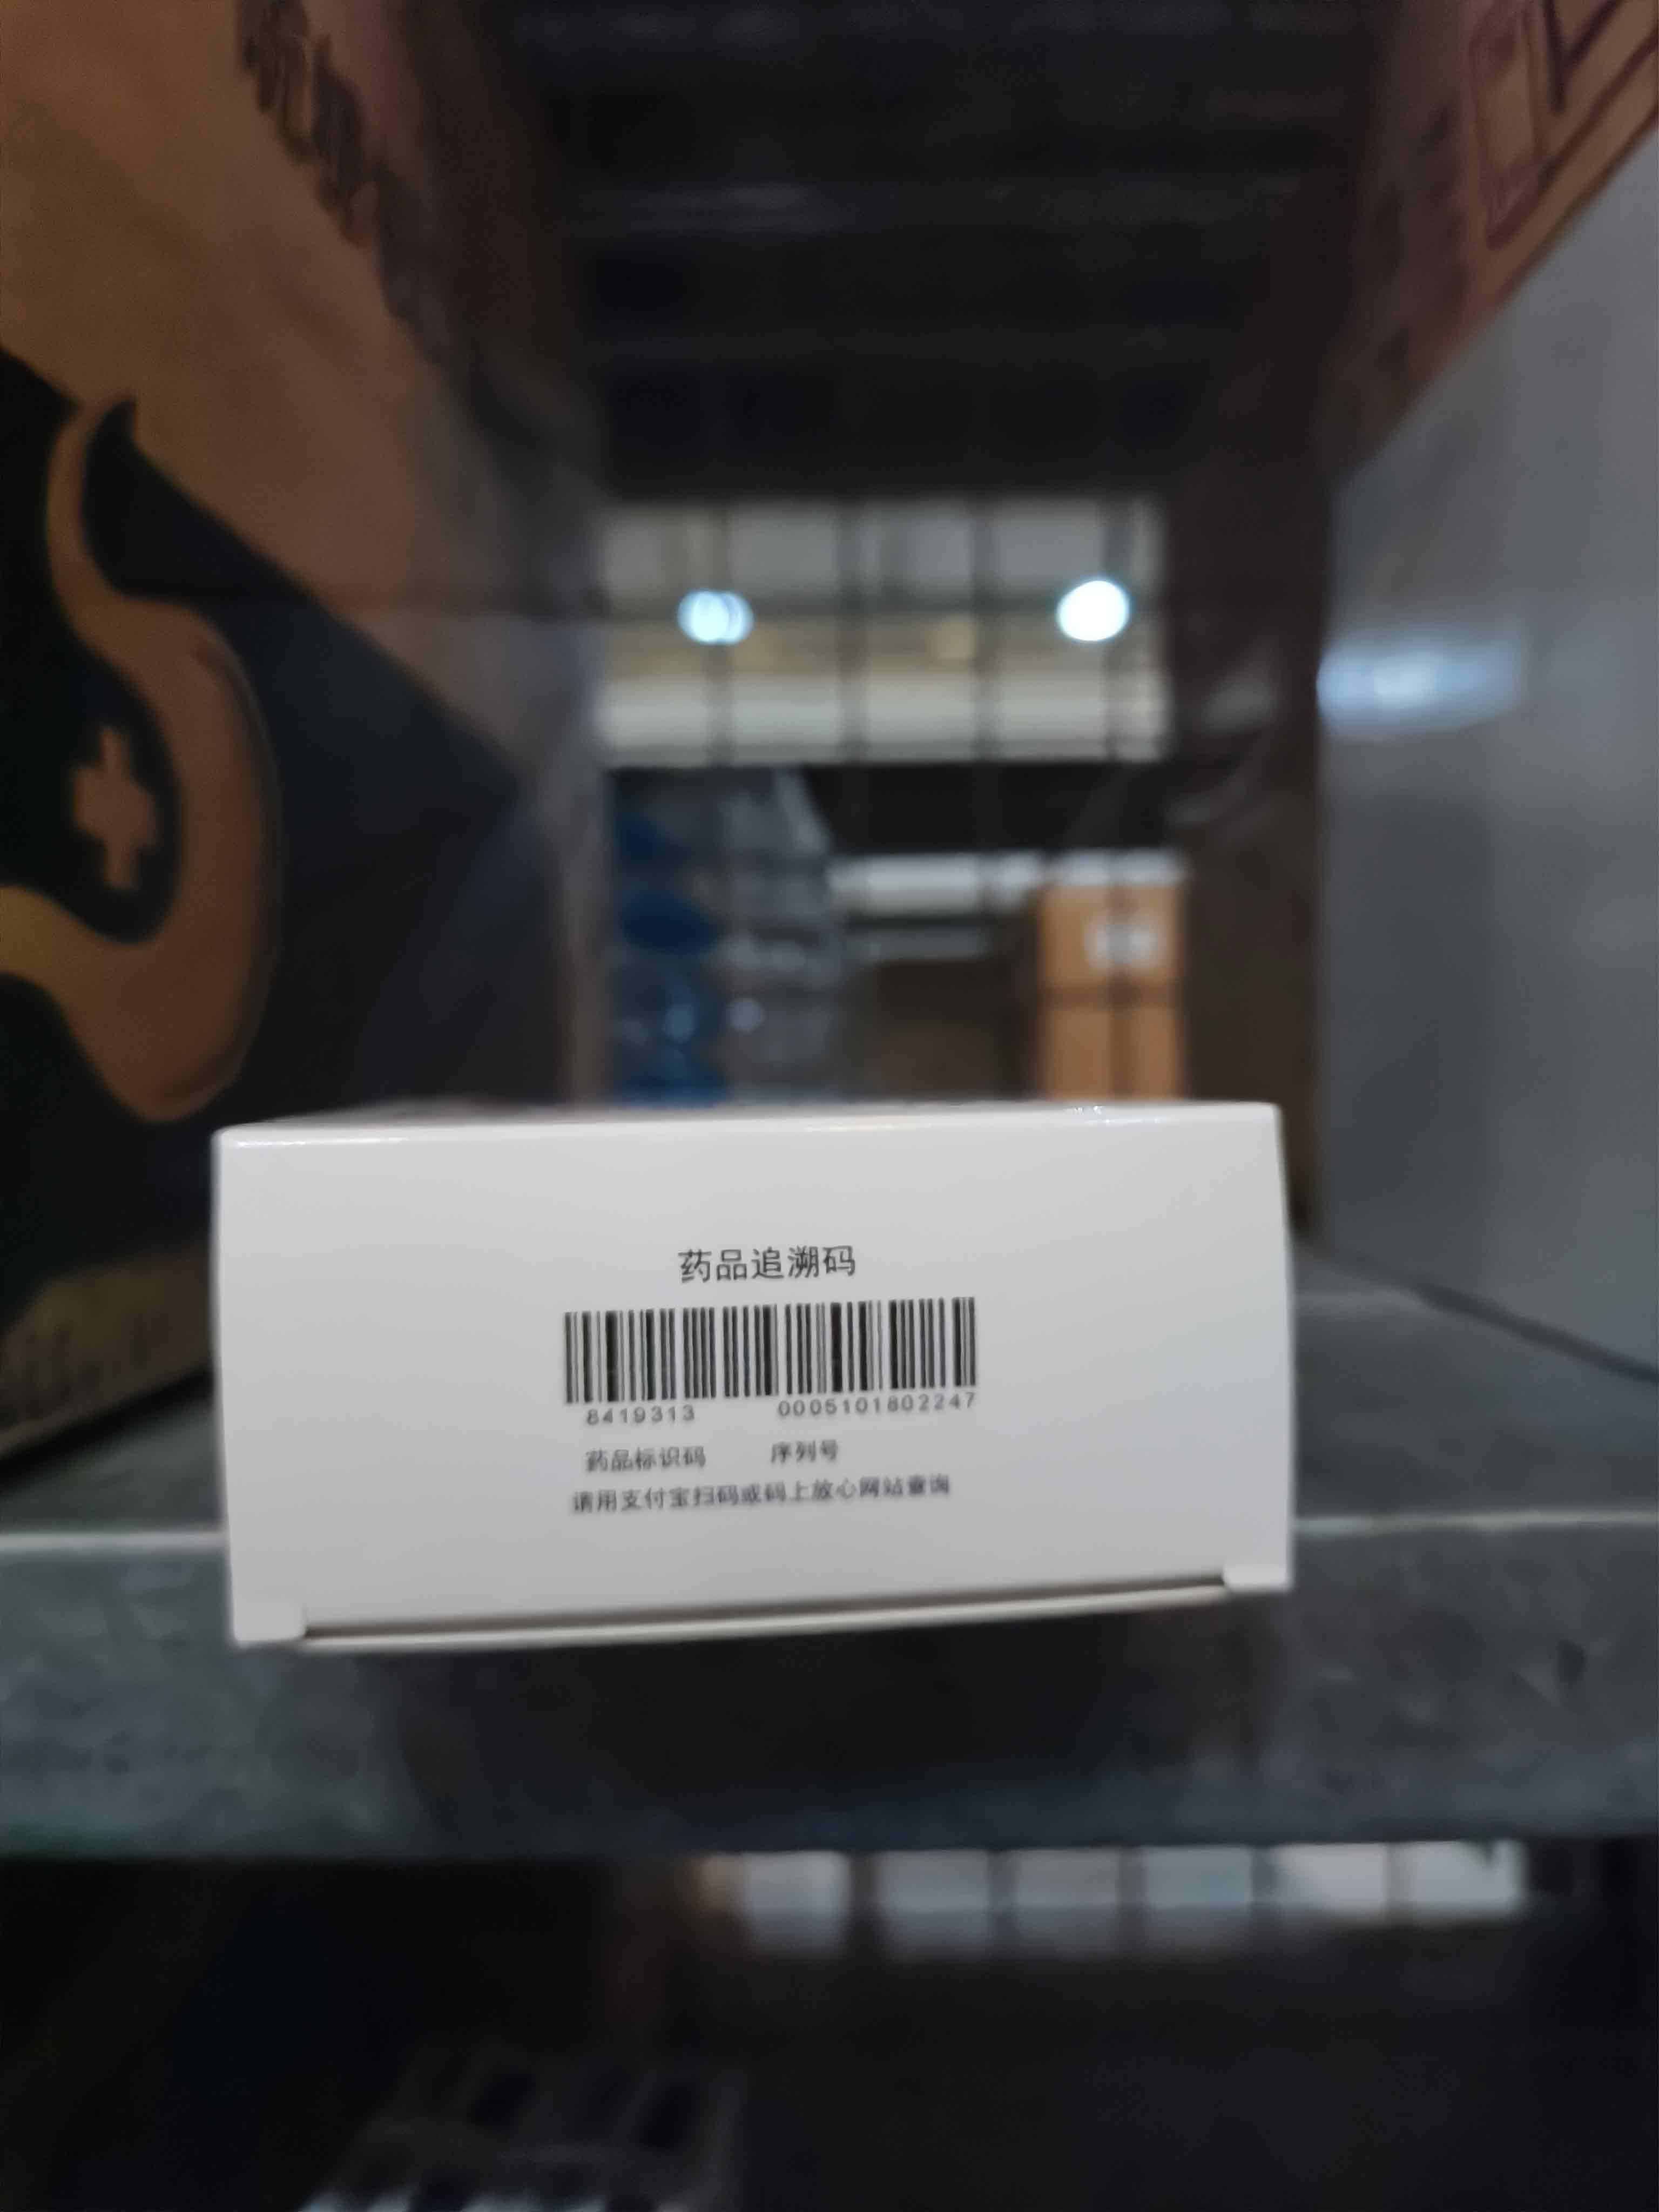 药品追溯码
8419313 0005101802247
药品标识码 序列号
请用支付宝扫码或码上放心网站查询